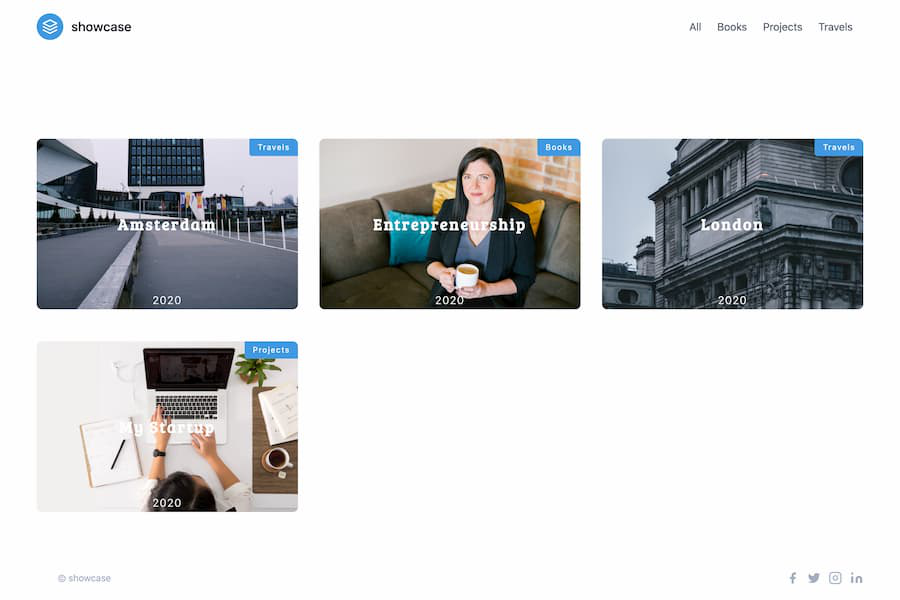 showcase
All Books Projects Travels
Travels
Amsterdam
2020
Books
Entrepreneurship
2020
Travels
London
2020
Projects
My Startup
2020
© showcase